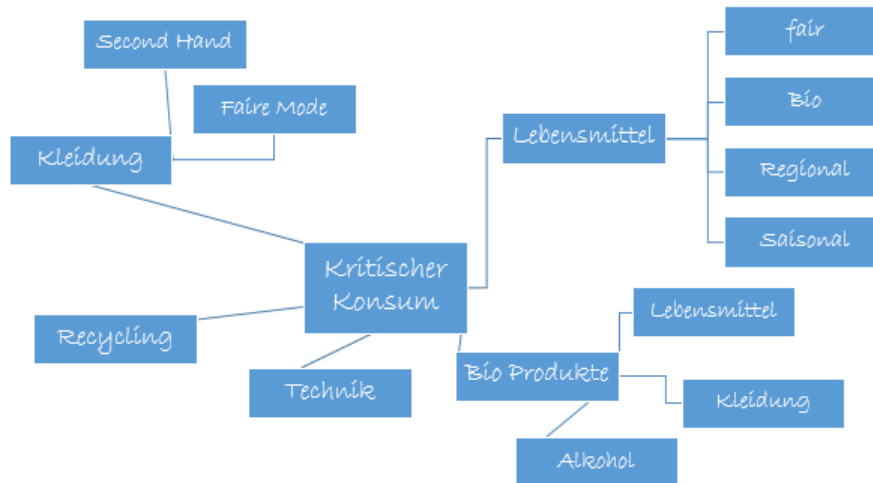 Second Hand
Faire Mode
Kleidung
Kritischer
Konsum
Recycling
Technik
Lebensmittel
fair
Bio
Regional
Saisonal
Bio Produkte
Lebensmittel
Kleidung
Alkohol